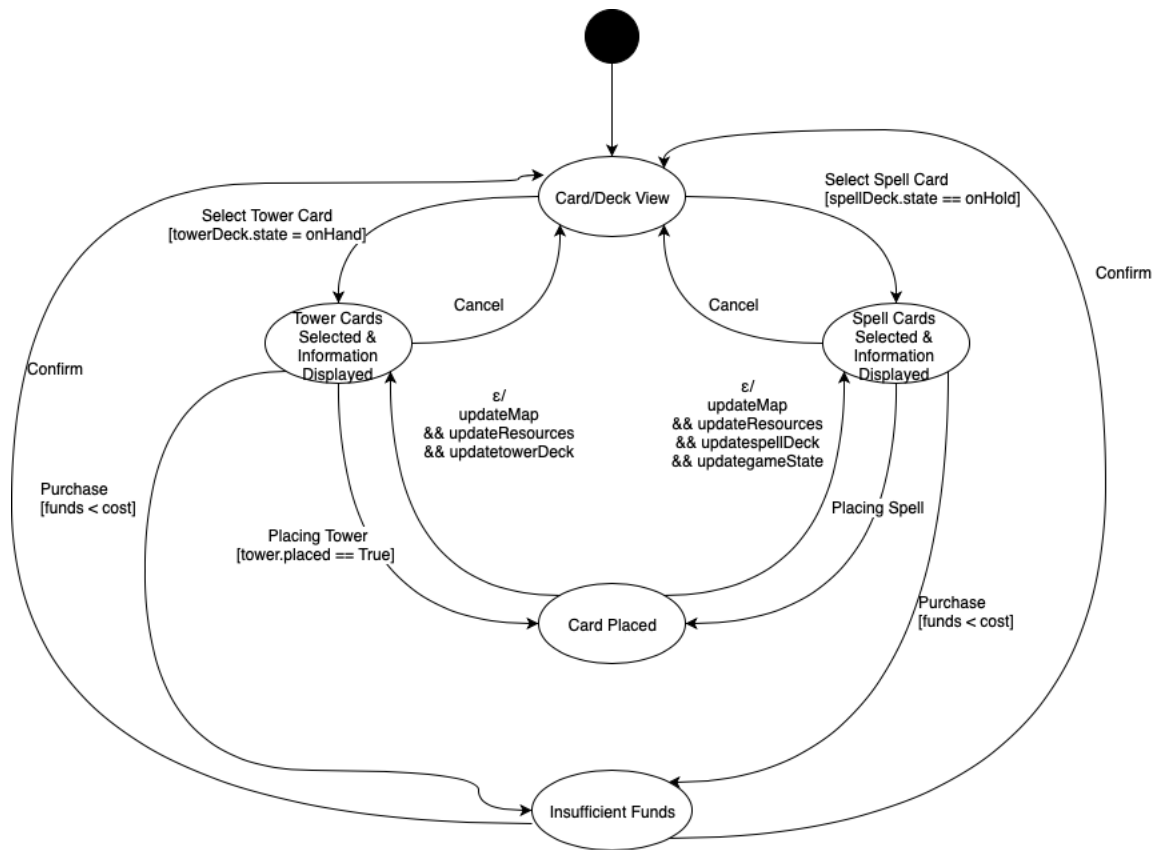 Card/Deck View
Select Spell Card
[spellDeck.state == onHold]
Select Tower Card
[towerDeck.state = onHand]
Confirm
Cancel
Cancel
Tower Cards
Selected &
Information
Displayed
Spell Cards
Selected &
Information
Displayed
Confirm
ε/
updateMap
&& updateResources
&& updatetowerDeck
ε/
updateMap
&& updateResources
&& updatespellDeck
&& updategameState
Purchase
[funds < cost]
Placing Tower
[tower.placed == True]
Placing Spell
Card Placed
Purchase
[funds < cost]
Insufficient Funds